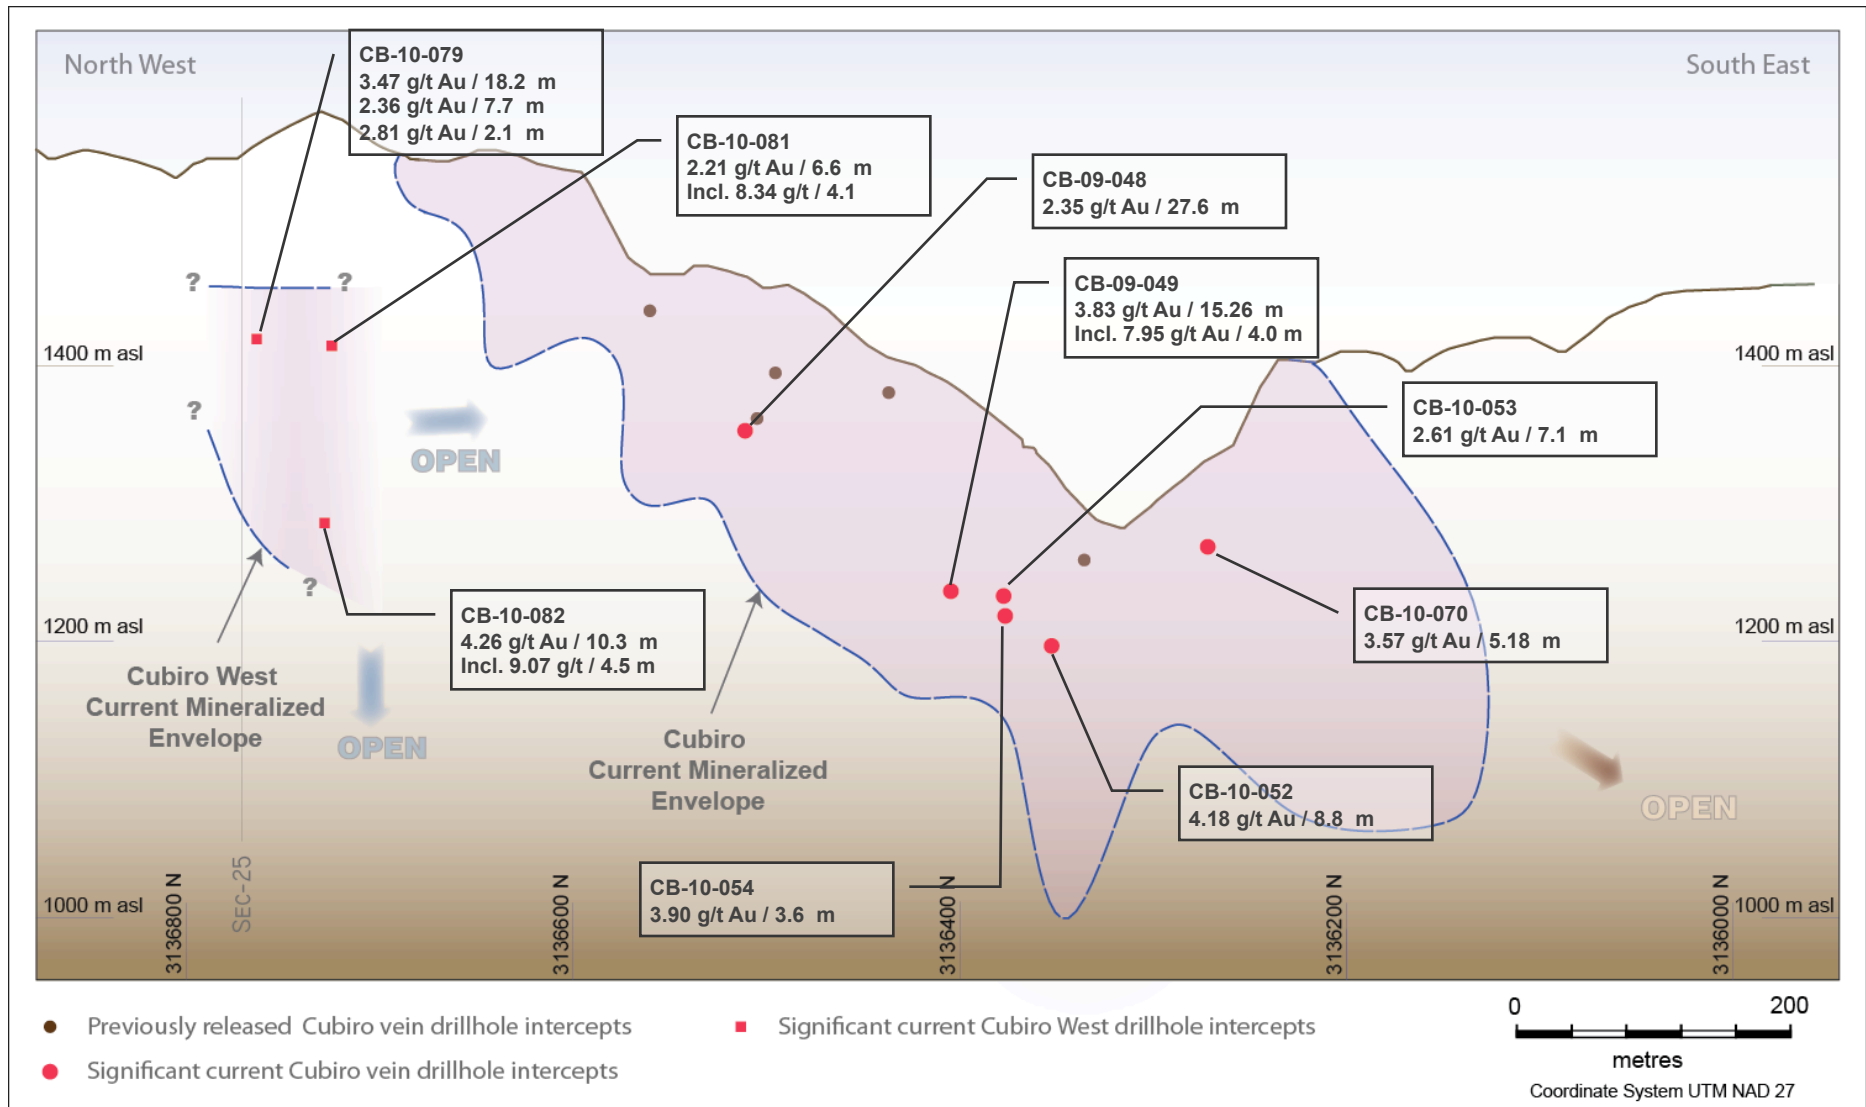 North West
South East
CB-10-079
3.47 g/t Au / 18.2 m
2.36 g/t Au / 7.7 m
2.81 g/t Au / 2.1 m
CB-10-081
2.21 g/t Au / 6.6 m
Incl. 8.34 g/t / 4.1
CB-09-048
2.35 g/t Au / 27.6 m
CB-09-049
3.83 g/t Au / 15.26 m
Incl. 7.95 g/t Au / 4.0 m
? ?
1400 m asl
1400 m asl
?
CB-10-053
2.61 g/t Au / 7.1 m
OPEN
?
CB-10-082
4.26 g/t Au / 10.3 m
Incl. 9.07 g/t / 4.5 m
CB-10-070
3.57 g/t Au / 5.18 m
1200 m asl
1200 m asl
Cubiro West
Current Mineralized
Envelope
OPEN
Cubiro
Current Mineralized
Envelope
CB-10-052
4.18 g/t Au / 8.8 m
OPEN
CB-10-054
3.90 g/t Au / 3.6 m
1000 m asl
1000 m asl
3136800 N
SEC-25
3136600 N
3136400 N
3136200 N
3136000 N
Previously released Cubiro vein drillhole intercepts
Significant current Cubiro West drillhole intercepts
Significant current Cubiro vein drillhole intercepts
0 200
metres
Coordinate System UTM NAD 27